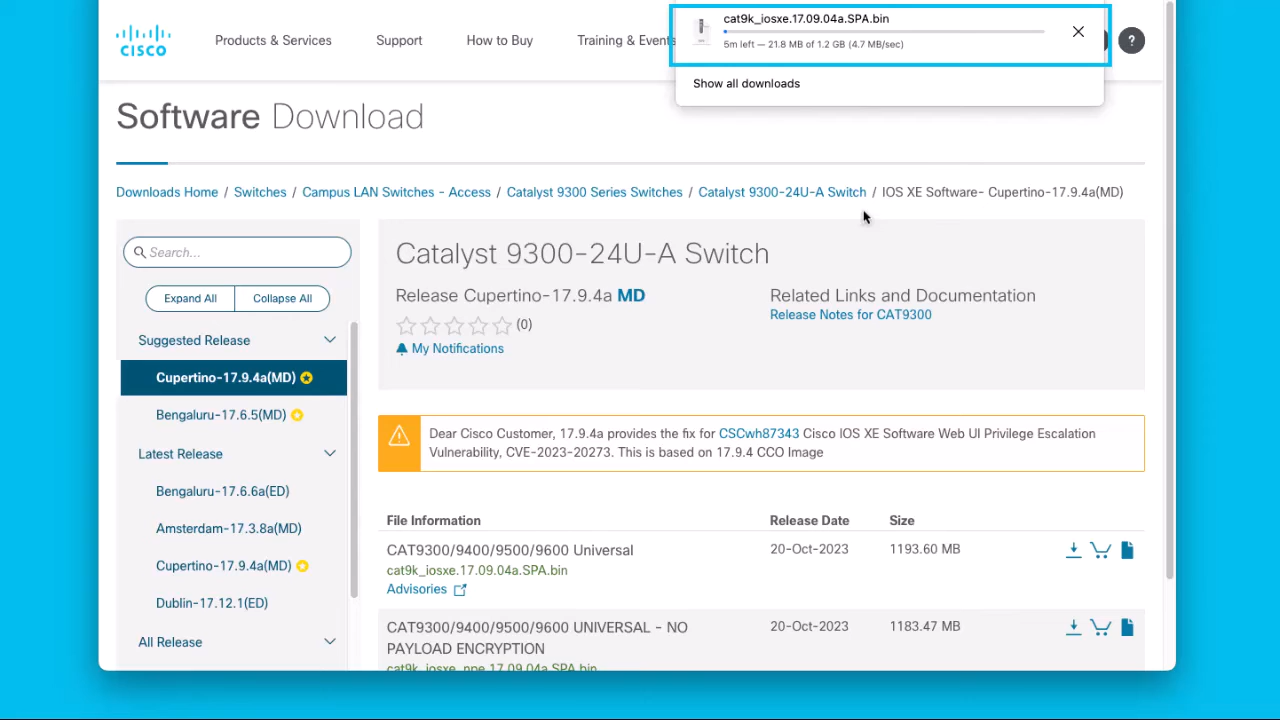 cat9k_iosxe.17.09.04a.SPA.bin
5m left — 21.8 MB of 1.2 GB (4.7 MB/sec)
Show all downloads
CISCO
Products & Services
Support
How to Buy
Training & Events
?
Software Download
Downloads Home / Switches / Campus LAN Switches - Access / Catalyst 9300 Series Switches / Catalyst 9300-24U-A Switch / IOS XE Software- Cupertino-17.9.4a(MD)
Search...
Expand All
Collapse All
Suggested Release
Cupertino-17.9.4a(MD)
Bengaluru-17.6.5(MD)
Latest Release
Bengaluru-17.6.6a(ED)
Amsterdam-17.3.8a(MD)
Cupertino-17.9.4a(MD)
Dublin-17.12.1(ED)
All Release
Catalyst 9300-24U-A Switch
Release Cupertino-17.9.4a MD
(0)
My Notifications
Related Links and Documentation
Release Notes for CAT9300
Dear Cisco Customer, 17.9.4a provides the fix for CSCwh87343 Cisco IOS XE Software Web UI Privilege Escalation
Vulnerability, CVE-2023-20273. This is based on 17.9.4 CCO Image
File Information Release Date Size
CAT9300/9400/9500/9600 Universal 20-Oct-2023 1193.60 MB
cat9k_iosxe.17.09.04a.SPA.bin
Advisories
CAT9300/9400/9500/9600 UNIVERSAL - NO 20-Oct-2023 1183.47 MB
PAYLOAD ENCRYPTION
cat9k_iosxe_npe.17.09.04a.SPA.bin